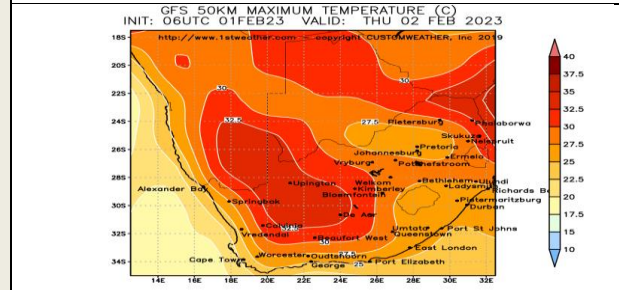 GFS 50KM MAXIMUM TEMPERATURE (C)
INIT: 06UTC 01FEB23 VALID: THU 02 FEB 2023
http://www.1stweather.com copyright CUSTOMWEATHER, Inc 2019
18S
20S
22S
24S
26S
28S
30S
32S
34S
30
30
32.5
27.5
30
27.5
25
Pietersburg
Phalaborwa
Skukuza
Nelspruit
Pretoria
Johannesburg
Ermelo
Vryburg
Potchefstroom
Upington
Welkom
Bethlehem
Ulundi
Alexander Bay
Kimberley
Ladysmith
Richards B
Bloemfontein
Springbok
Pietermaritzburg
De Aar
Durban
Calvinia
Umtata
Port St Johns
Vredendal
Beaufort West
Queenstown
East London
Cape Town
Worcester
Oudtshoorn
George
Port Elizabeth
14E 16E 18E 20E 22E 24E 26E 28E 30E 32E
40
37.5
35
32.5
30
27.5
25
22.5
20
17.5
15
10